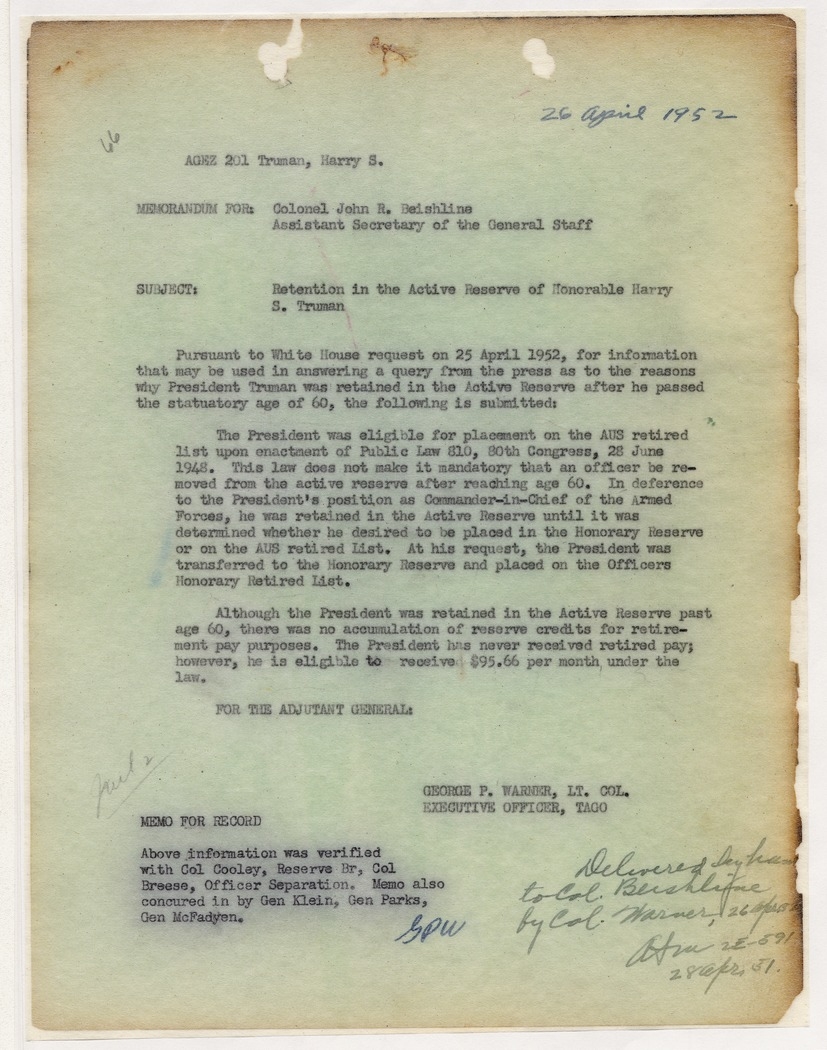 26 April 1952
66
AGEZ 201 Truman, Harry S.
MEMORANDUM FOR: Colonel John R. Beishline
Assistant Secretary of the General Staff
SUBJECT: Retention in the Active Reserve of Honorable Harry
S. Truman
Pursuant to White House request on 25 April 1952, for information
that may be used in answering a query from the press as to the reasons
why President Truman was retained in the Active Reserve after he passed
the statuatory age of 60, the following is submitted:
The President was eligible for placement on the AUS retired
list upon enactment of Public Law 810, 80th Congress, 28 June
1948. This law does not make it mandatory that an officer be re-
moved from the active reserve after reaching age 60. In deference
to the President's position as Commander-in-Chief of the Armed
Forces, he was retained in the Active Reserve until it was
determined whether he desired to be placed in the Honorary Reserve
or on the AUS retired List. At his request, the President was
transferred to the Honorary Reserve and placed on the Officers
Honorary Retired List.
Although the President was retained in the Active Reserve past
age 60, there was no accumulation of reserve credits for retire-
ment pay purposes. The President has never received retired pay;
however, he is eligible to receive $95.66 per month under the
law.
FOR THE ADJUTANT GENERAL:
GEORGE P. WARNER, LT. COL.
EXECUTIVE OFFICER, TAGO
MEMO FOR RECORD
Above information was verified
with Col Cooley, Reserve Br, Col
Breese, Officer Separation. Memo also
concured in by Gen Klein, Gen Parks,
Gen McFadyen.
GPW
Delivered by hand
to Col. Beishline
by Col. Warner, 26 Apr
2E-591
28 Apr. 51.